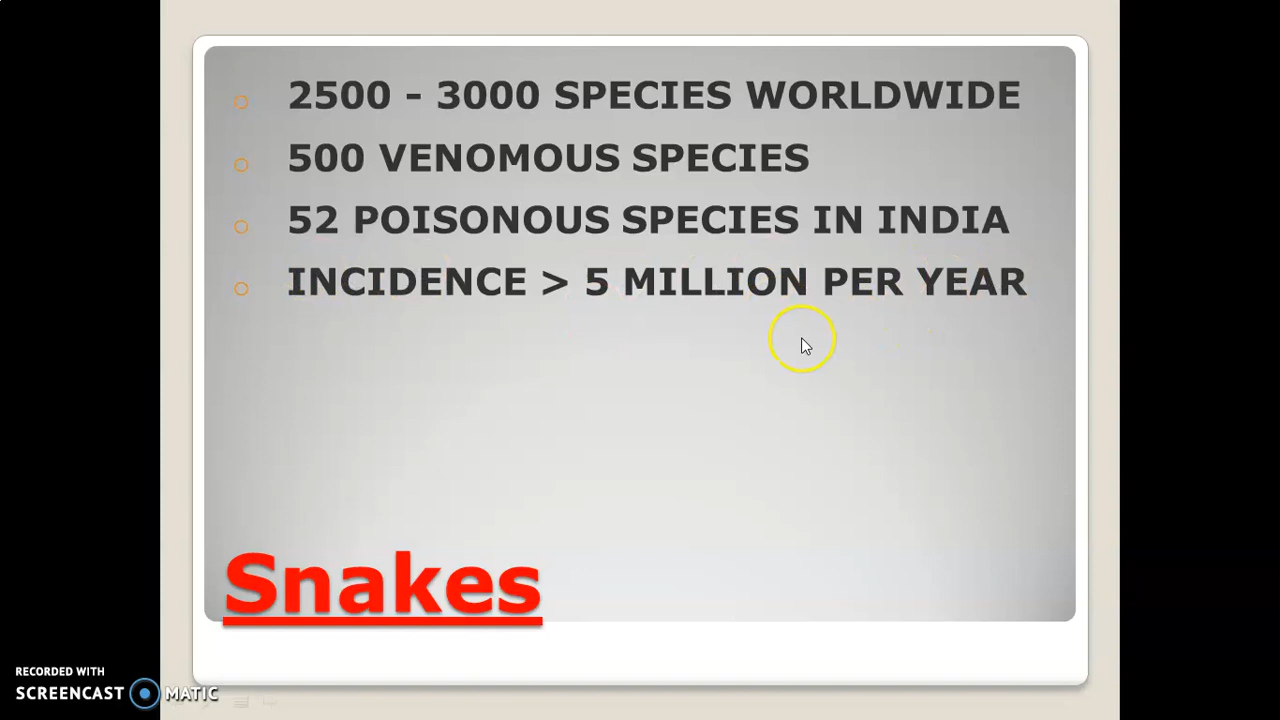 2500 - 3000 SPECIES WORLDWIDE
500 VENOMOUS SPECIES
52 POISONOUS SPECIES IN INDIA
INCIDENCE > 5 MILLION PER YEAR
Snakes
RECORDED WITH
SCREENCAST MATIC